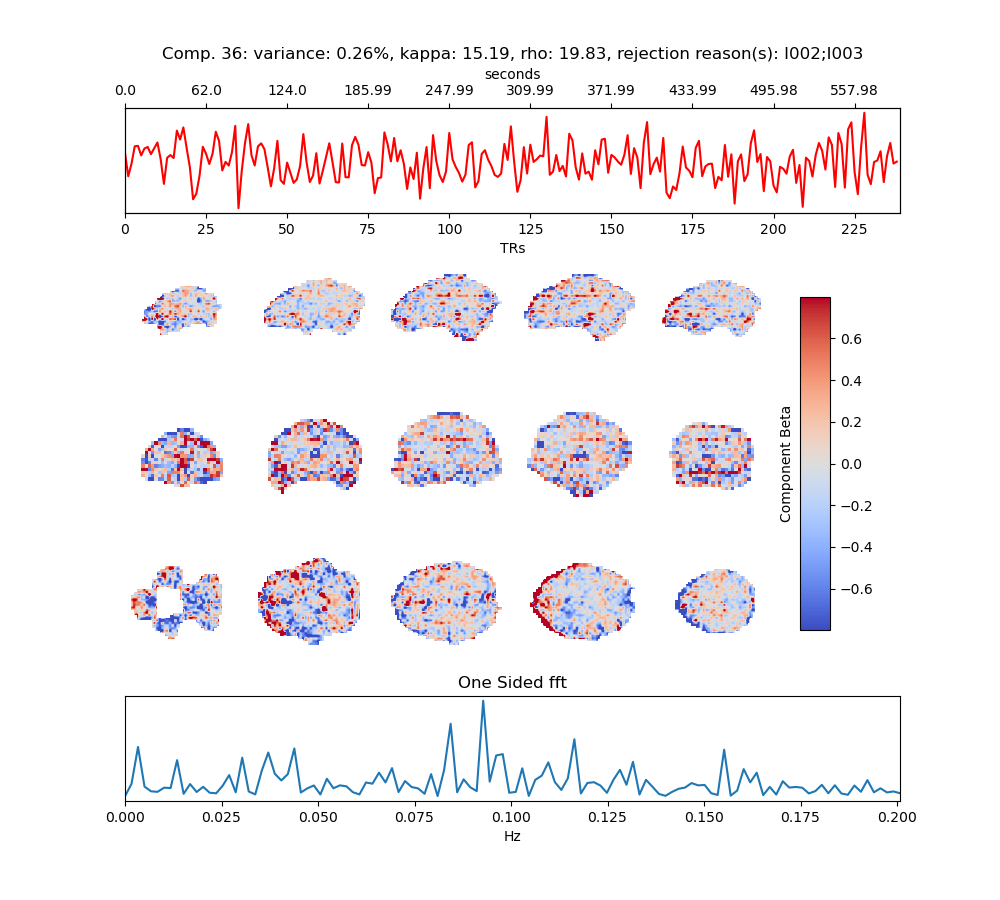 Comp. 36: variance: 0.26%, kappa: 15.19, rho: 19.83, rejection reason(s): I002;I003
seconds
0.0 62.0 124.0 185.99 247.99 309.99 371.99 433.99 495.98 557.98
0 25 50 75 100 125 150 175 200 225
TRs
0.6
0.4
0.2
0.0
−0.2
−0.4
−0.6
Component Beta
One Sided fft
0.000 0.025 0.050 0.075 0.100 0.125 0.150 0.175 0.200
Hz